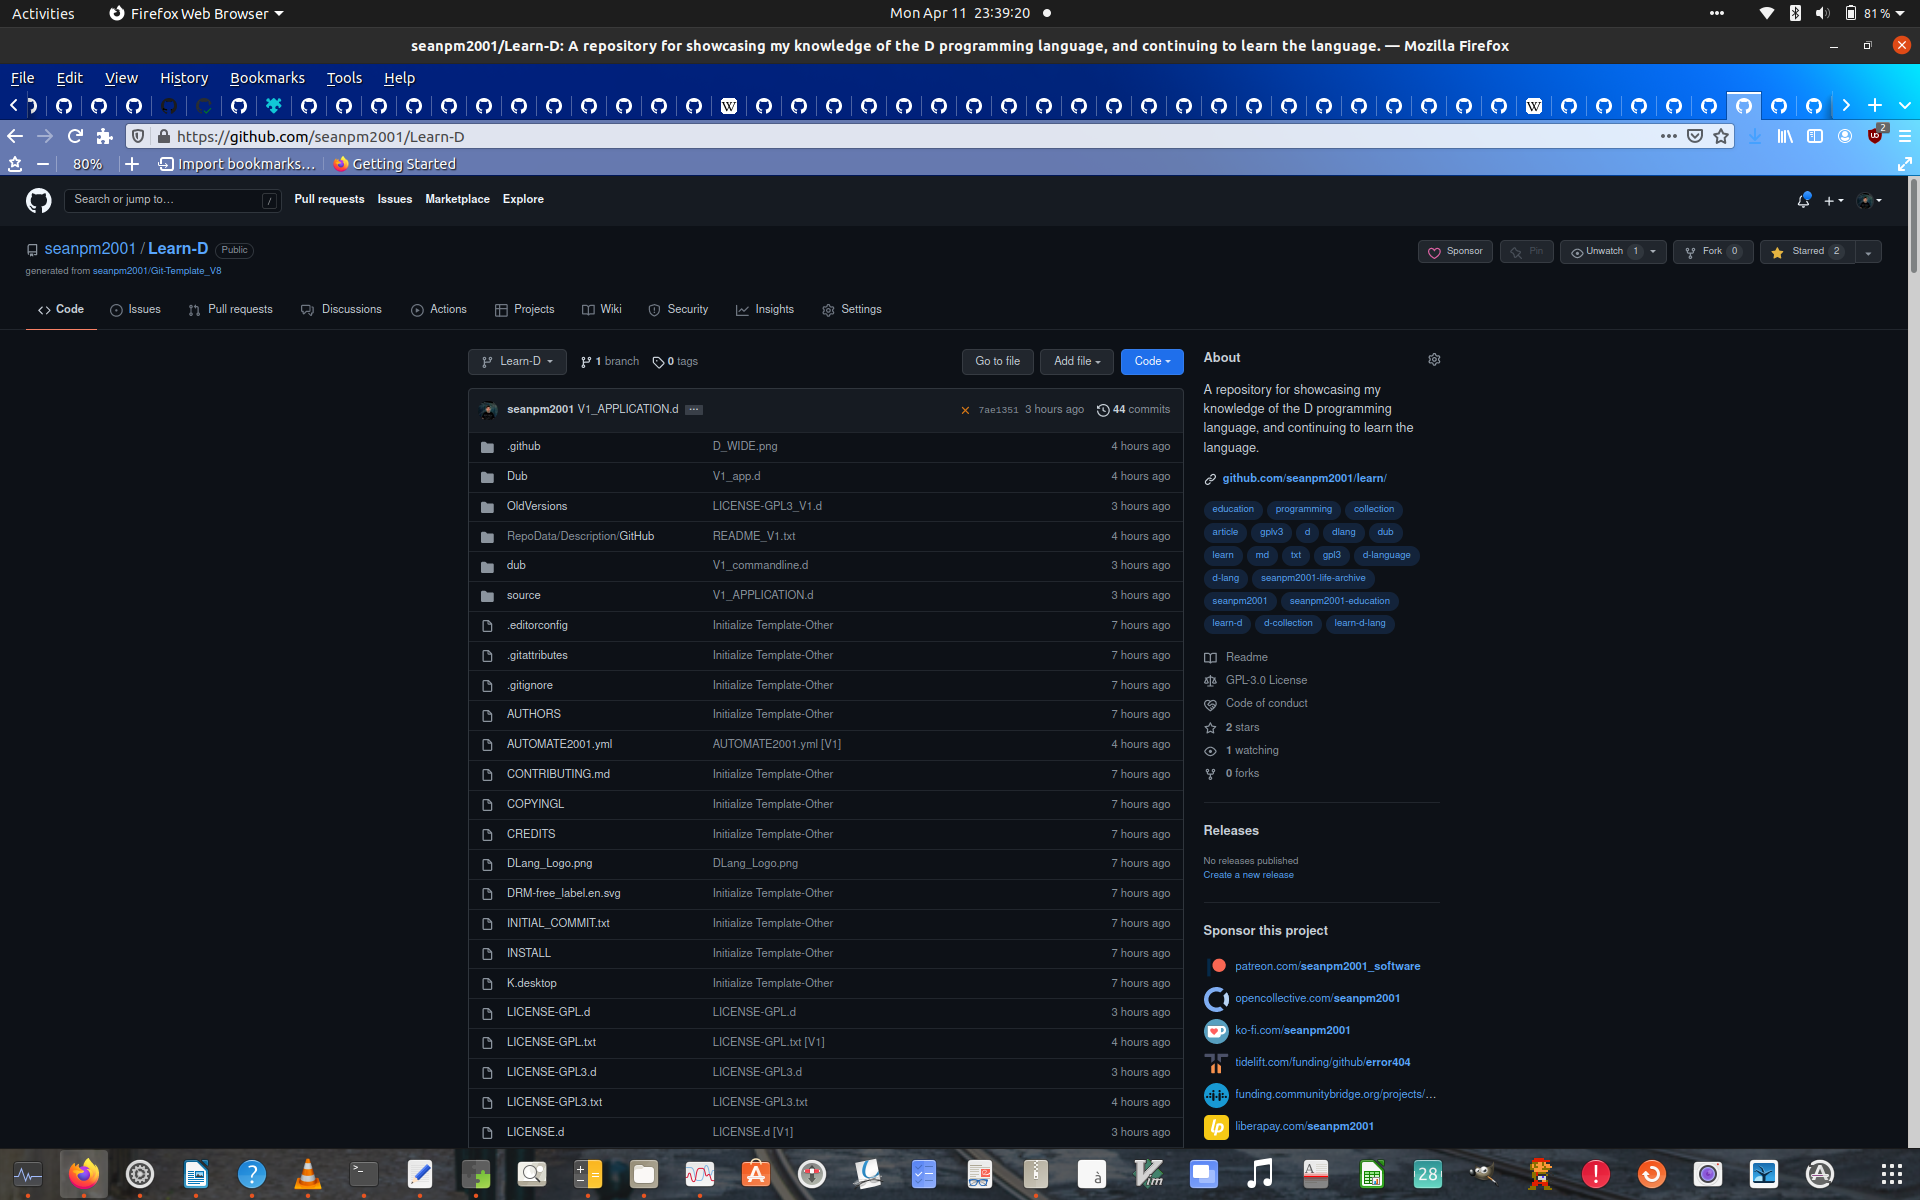 Activities Firefox Web Browser Mon Apr 11 23:39:20 81%
seanpm2001/Learn-D: A repository for showcasing my knowledge of the D programming language, and continuing to learn the language. — Mozilla Firefox
File Edit View History Bookmarks Tools Help
https://github.com/seanpm2001/Learn-D 2
80% Import bookmarks... Getting Started
Search or jump to... / Pull requests Issues Marketplace Explore
seanpm2001 / Learn-D Public Sponsor Pin Unwatch 1 Fork 0 Starred 2
generated from seanpm2001/Git-Template_V8
Code Issues Pull requests Discussions Actions Projects Wiki Security Insights Settings
Learn-D 1 branch 0 tags Go to file Add file Code
seanpm2001 V1_APPLICATION.d ... 7ae1351 3 hours ago 44 commits
.github D_WIDE.png 4 hours ago
Dub V1_app.d 4 hours ago
OldVersions LICENSE-GPL3_V1.d 3 hours ago
RepoData/Description/GitHub README_V1.txt 4 hours ago
dub V1_commandline.d 3 hours ago
source V1_APPLICATION.d 3 hours ago
.editorconfig Initialize Template-Other 7 hours ago
.gitattributes Initialize Template-Other 7 hours ago
.gitignore Initialize Template-Other 7 hours ago
AUTHORS Initialize Template-Other 7 hours ago
AUTOMATE2001.yml AUTOMATE2001.yml [V1] 4 hours ago
CONTRIBUTING.md Initialize Template-Other 7 hours ago
COPYINGL Initialize Template-Other 7 hours ago
CREDITS Initialize Template-Other 7 hours ago
DLang_Logo.png DLang_Logo.png 7 hours ago
DRM-free_label.en.svg Initialize Template-Other 7 hours ago
INITIAL_COMMIT.txt Initialize Template-Other 7 hours ago
INSTALL Initialize Template-Other 7 hours ago
K.desktop Initialize Template-Other 7 hours ago
LICENSE-GPL.d LICENSE-GPL.d 3 hours ago
LICENSE-GPL.txt LICENSE-GPL.txt [V1] 4 hours ago
LICENSE-GPL3.d LICENSE-GPL3.d 3 hours ago
LICENSE-GPL3.txt LICENSE-GPL3.txt 4 hours ago
LICENSE.d LICENSE.d [V1] 3 hours ago
About
A repository for showcasing my
knowledge of the D programming
language, and continuing to learn the
language.
github.com/seanpm2001/learn/
education programming collection
article gplv3 d dlang dub
learn md txt gpl3 d-language
d-lang seanpm2001-life-archive
seanpm2001 seanpm2001-education
learn-d d-collection learn-d-lang
Readme
GPL-3.0 License
Code of conduct
2 stars
1 watching
0 forks
Releases
No releases published
Create a new release
Sponsor this project
patreon.com/seanpm2001_software
opencollective.com/seanpm2001
ko-fi.com/seanpm2001
tidelift.com/funding/github/error404
funding.communitybridge.org/projects/...
liberapay.com/seanpm2001
28